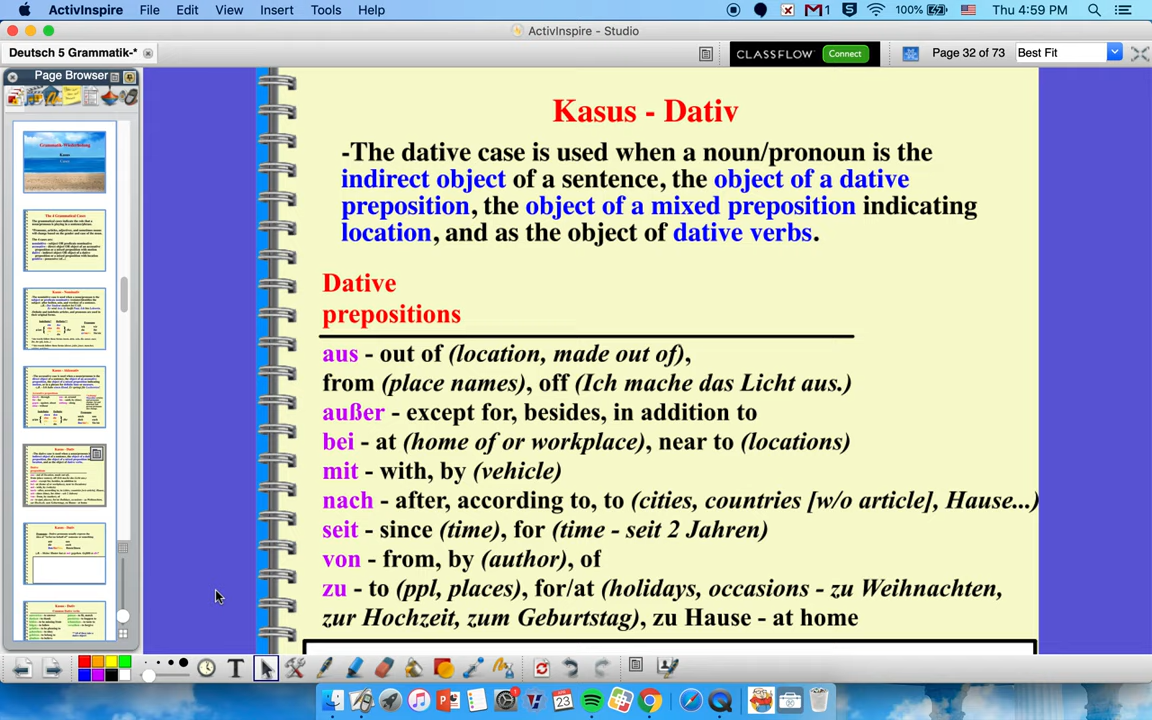 ActivInspire File Edit View Insert Tools Help 1 5 100% Thu 4:59 PM
ActivInspire - Studio
Deutsch 5 Grammatik-* CLASSFLOW Connect Page 32 of 73 Best Fit
Page Browser
Kasus - Dativ
-The dative case is used when a noun/pronoun is the
indirect object of a sentence, the object of a dative
preposition, the object of a mixed preposition indicating
location, and as the object of dative verbs.
Dative
prepositions
aus - out of (location, made out of),
from (place names), off (Ich mache das Licht aus.)
außer - except for, besides, in addition to
bei - at (home of or workplace), near to (locations)
mit - with, by (vehicle)
nach - after, according to, to (cities, countries [w/o article], Hause...)
seit - since (time), for (time - seit 2 Jahren)
von - from, by (author), of
zu - to (ppl, places), for/at (holidays, occasions - zu Weihnachten,
zur Hochzeit, zum Geburtstag), zu Hause - at home
T
23